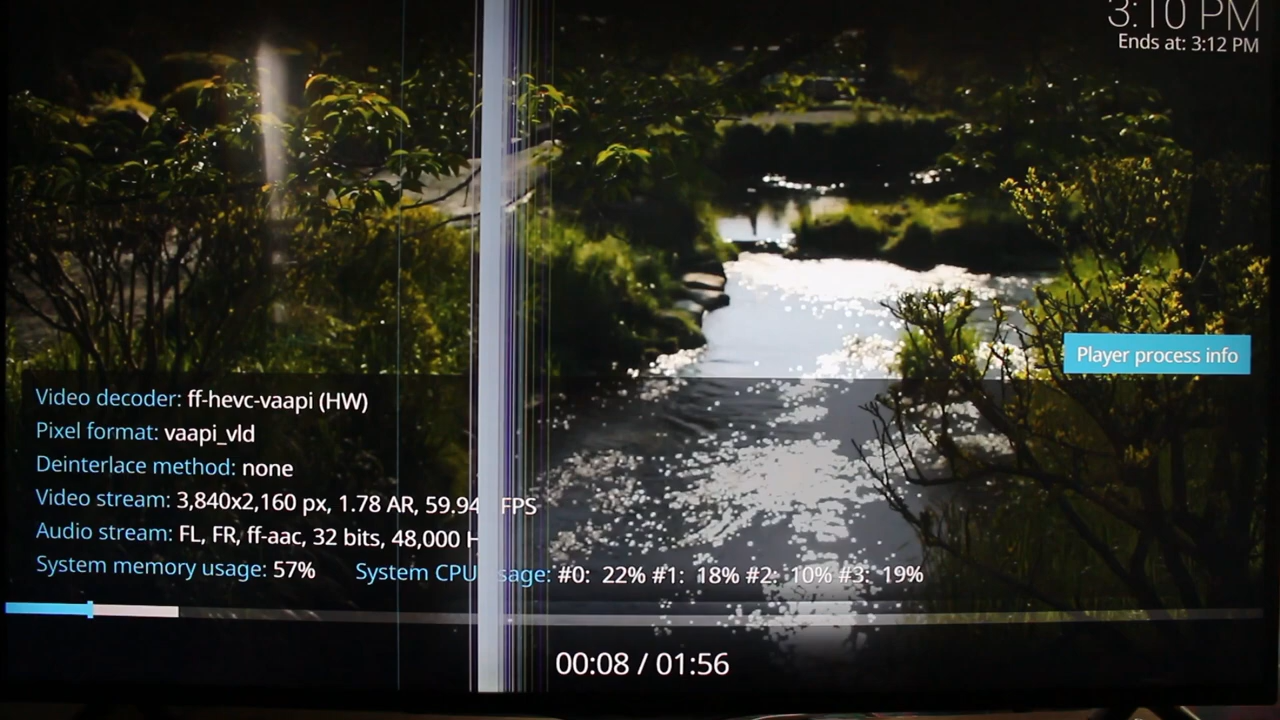 3:10 PM
Ends at: 3:12 PM
Player process info
Video decoder: ff-hevc-vaapi (HW)
Pixel format: vaapi_vld
Deinterlace method: none
Video stream: 3,840x2,160 px, 1.78 AR, 59.94 FPS
Audio stream: FL, FR, ff-aac, 32 bits, 48,000 H
System memory usage: 57% System CPU sage: #0: 22% #1: 18% #2: 10% #3: 19%
00:08 / 01:56